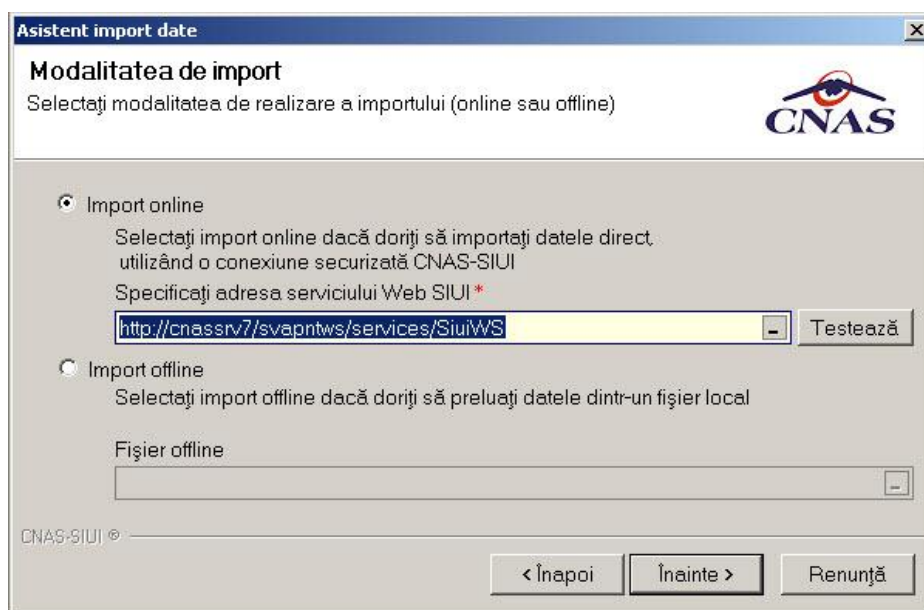 Asistent import date
Modalitatea de import
Selectaţi modalitatea de realizare a importului (online sau offline)
CNAS
Import online
Selectaţi import online dacă doriţi să importaţi datele direct,
utilizând o conexiune securizată CNAS-SIUI
Specificaţi adresa serviciului Web SIUI *
http://cnassrv7/svapntws/services/SiuiWS
...
Testează
Import offline
Selectaţi import offline dacă doriţi să preluaţi datele dintr-un fişier local
Fişier offline
...
CNAS-SIUI ®
< Înapoi
Înainte >
Renunţă